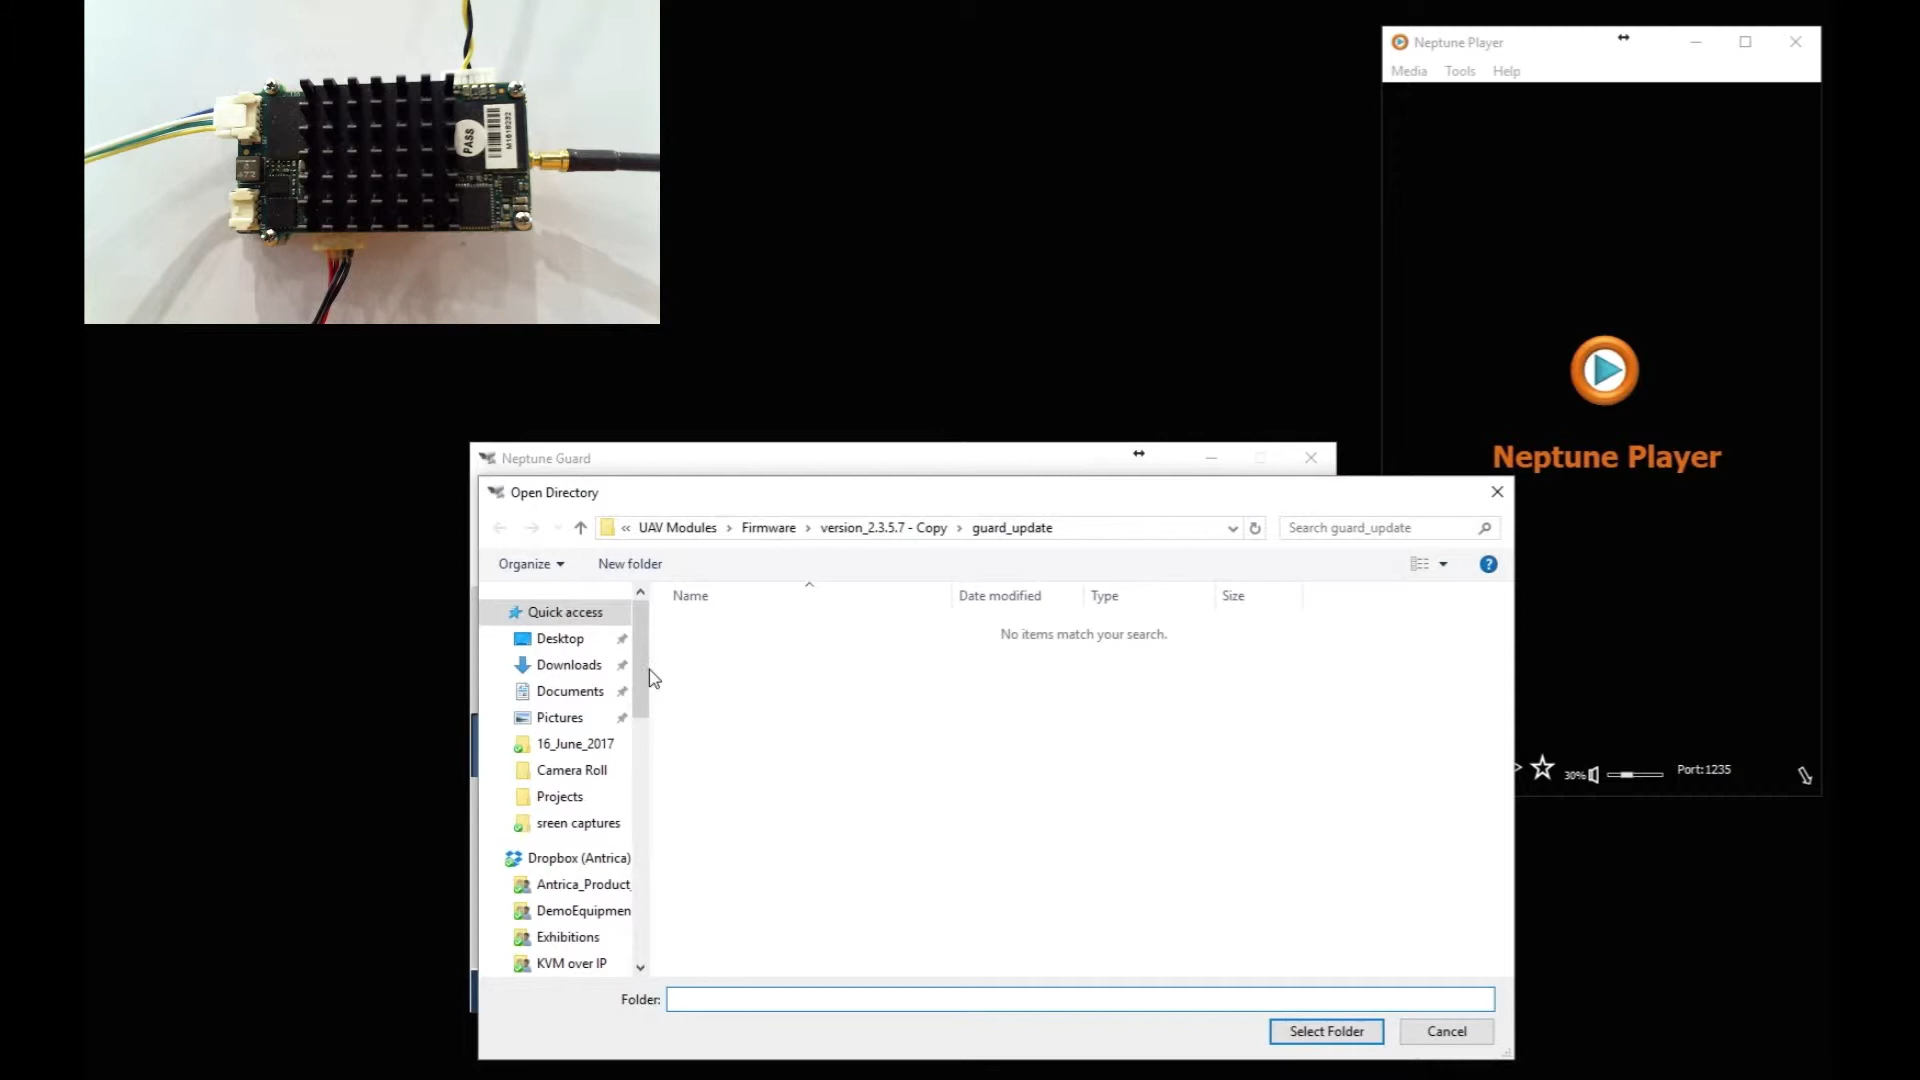 PASS
M1618232
472
Neptune Player
Media Tools Help
Neptune Player
30%
Port:1235
Neptune Guard
Open Directory
« UAV Modules › Firmware › version_2.3.5.7 - Copy › guard_update
Search guard_update
Organize
New folder
?
Name Date modified Type Size
No items match your search.
Quick access
Desktop
Downloads
Documents
Pictures
16_June_2017
Camera Roll
Projects
sreen captures
Dropbox (Antrica)
Antrica_Product_
DemoEquipmen
Exhibitions
KVM over IP
Folder:
Select Folder
Cancel